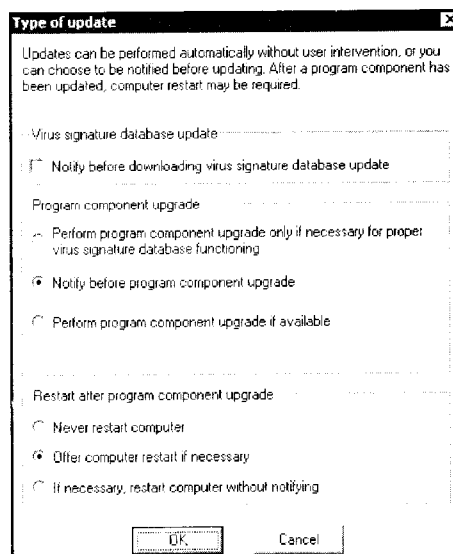 Type of update
Updates can be performed automatically without user intervention, or you
can choose to be notified before updating. After a program component has
been updated, computer restart may be required.
Virus signature database update
Notify before downloading virus signature database update
Program component upgrade
Perform program component upgrade only if necessary for proper
virus signature database functioning
Notify before program component upgrade
Perform program component upgrade if available
Restart after program component upgrade
Never restart computer
Offer computer restart if necessary
If necessary, restart computer without notifying
OK
Cancel